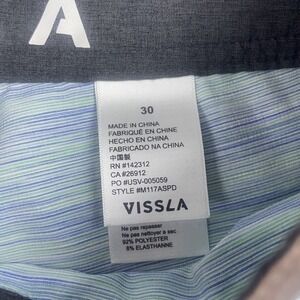 A
30
MADE IN CHINA
FABRIQUÉ EN CHINE
HECHO EN CHINA
FABRICADO NA CHINA
中国製
RN #142312
CA #26912
PO #USV-005059
STYLE #M117ASPD
VISSLA
Ne pas repasser
Ne pas nettoyer a sec
92% POLYESTER
8% ELASTHANNE